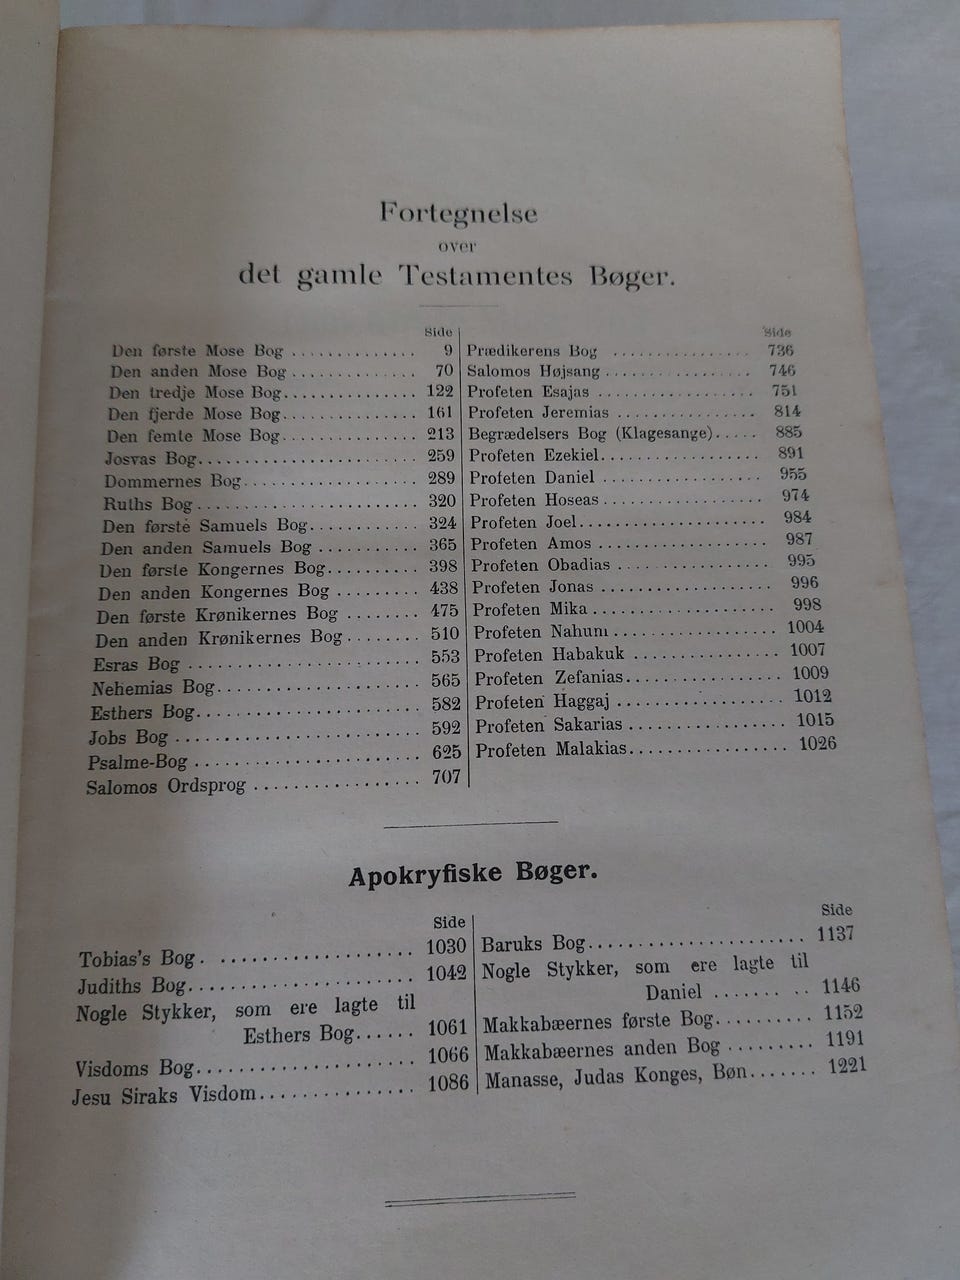 Fortegnelse
over
det gamle Testamentes Bøger.
Side
Den første Mose Bog .............. 9
Den anden Mose Bog .............. 70
Den tredje Mose Bog............... 122
Den fjerde Mose Bog............... 161
Den femte Mose Bog............... 213
Josvas Bog........................ 259
Dommernes Bog.................... 289
Ruths Bog......................... 320
Den første Samuels Bog............ 324
Den anden Samuels Bog ........... 365
Den første Kongernes Bog.......... 398
Den anden Kongernes Bog ......... 438
Den første Krønikernes Bog ........ 475
Den anden Krønikernes Bog ........ 510
Esras Bog ........................ 553
Nehemias Bog..................... 565
Esthers Bog....................... 582
Jobs Bog ......................... 592
Psalme-Bog ....................... 625
Salomos Ordsprog ................. 707
Side
Prædikerens Bog ................ 736
Salomos Højsang ................. 746
Profeten Esajas .................. 751
Profeten Jeremias ................ 814
Begrædelsers Bog (Klagesange)..... 885
Profeten Ezekiel.................. 891
Profeten Daniel .................. 955
Profeten Hoseas .................. 974
Profeten Joel..................... 984
Profeten Amos ................... 987
Profeten Obadias ................. 995
Profeten Jonas ................... 996
Profeten Mika .................... 998
Profeten Nahum .................. 1004
Profeten Habakuk ................ 1007
Profeten Zefanias................. 1009
Profeten Haggaj .................. 1012
Profeten Sakarias ................. 1015
Profeten Malakias................. 1026
Apokryfiske Bøger.
Side
Tobias's Bog. .................... 1030
Judiths Bog....................... 1042
Nogle Stykker, som ere lagte til
Esthers Bog...... 1061
Visdoms Bog...................... 1066
Jesu Siraks Visdom................ 1086
Side
Baruks Bog....................... 1137
Nogle Stykker, som ere lagte til
Daniel ....... .. 1146
Makkabæernes første Bog.......... 1152
Makkabæernes anden Bog ......... 1191
Manasse, Judas Konges, Bøn....... 1221